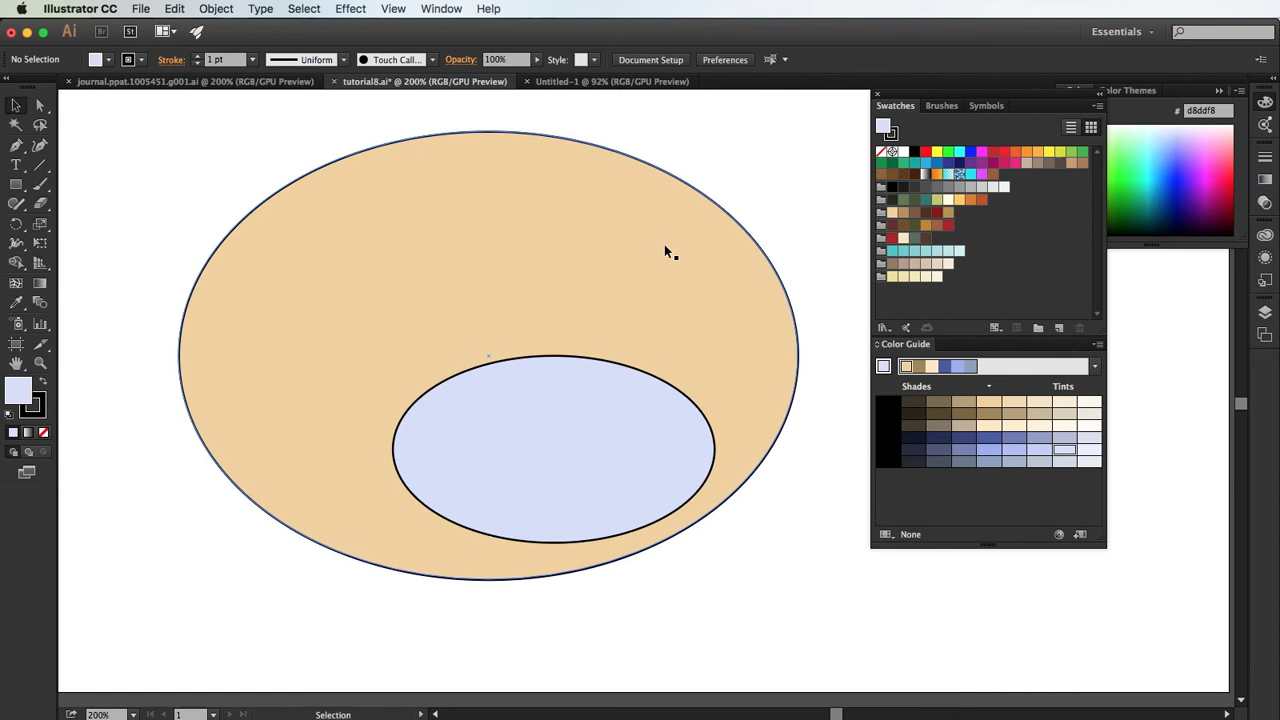 Illustrator CC File Edit Object Type Select Effect View Window Help
Ai Br St Essentials
No Selection Stroke: 1 pt Uniform Touch Call... Opacity: 100% Style: Document Setup Preferences
× journal.ppat.1005451.g001.ai @ 200% (RGB/GPU Preview) × tutorial8.ai* @ 200% (RGB/GPU Preview) × Untitled-1 @ 92% (RGB/GPU Preview)
Color Themes
Swatches Brushes Symbols
# d8ddf8
Color Guide
Shades Tints
None
200% 1 Selection